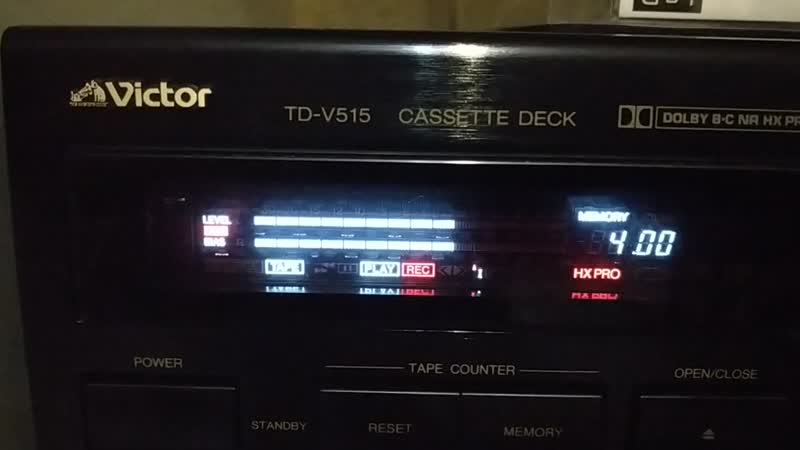 Victor
TD-V515 CASSETTE DECK DOLBY B·C NR HX PR
LEVEL
BIAS
MEMORY
4.00
TAPE PLAY REC
HX PRO
POWER
TAPE COUNTER
OPEN/CLOSE
STANDBY
RESET
MEMORY